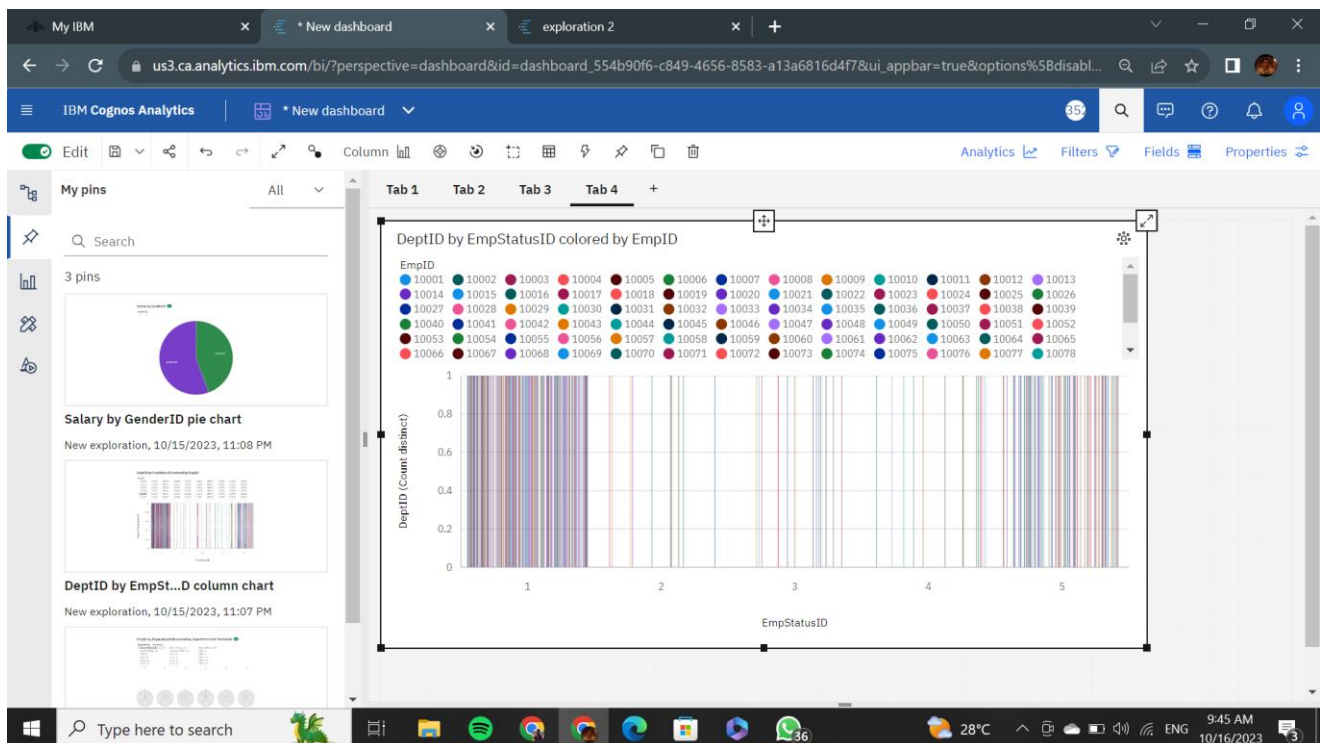 My IBM
* New dashboard
exploration 2
us3.ca.analytics.ibm.com/bi/?perspective=dashboard&id=dashboard_554b90f6-c849-4656-8583-a13a6816d4f7&ui_appbar=true&options%5Bdisabl...
IBM Cognos Analytics
* New dashboard
352
Edit
Column
Analytics
Filters
Fields
Properties
My pins
All
Search
3 pins
Salary by GenderID pie chart
New exploration, 10/15/2023, 11:08 PM
DeptID by EmpSt...D column chart
New exploration, 10/15/2023, 11:07 PM
Tab 1 Tab 2 Tab 3 Tab 4 +
DeptID by EmpStatusID colored by EmpID
EmpID
10001 10002 10003 10004 10005 10006 10007 10008 10009 10010 10011 10012 10013
10014 10015 10016 10017 10018 10019 10020 10021 10022 10023 10024 10025 10026
10027 10028 10029 10030 10031 10032 10033 10034 10035 10036 10037 10038 10039
10040 10041 10042 10043 10044 10045 10046 10047 10048 10049 10050 10051 10052
10053 10054 10055 10056 10057 10058 10059 10060 10061 10062 10063 10064 10065
10066 10067 10068 10069 10070 10071 10072 10073 10074 10075 10076 10077 10078
DeptID (Count distinct)
1
0.8
0.6
0.4
0.2
0
1 2 3 4 5
EmpStatusID
Type here to search
36
28°C
ENG
9:45 AM
10/16/2023
3